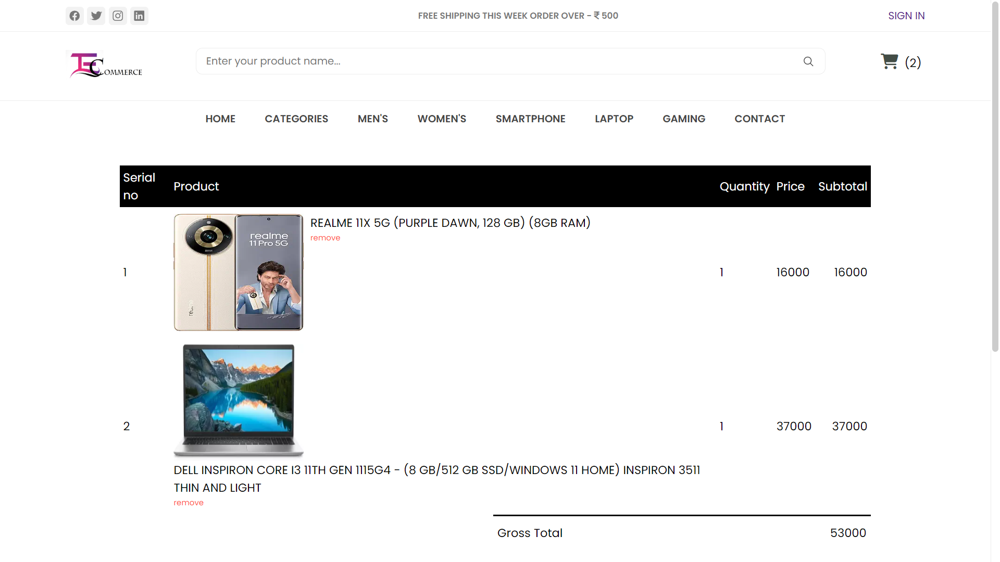 FREE SHIPPING THIS WEEK ORDER OVER - ₹ 500
SIGN IN
EC OMMERCE
Enter your product name...
(2)
HOME
CATEGORIES
MEN'S
WOMEN'S
SMARTPHONE
LAPTOP
GAMING
CONTACT
Serial
no
Product
Quantity
Price
Subtotal
1
realme
11 Pro 5G
realme
REALME 11X 5G (PURPLE DAWN, 128 GB) (8GB RAM)
remove
1
16000
16000
2
DELL INSPIRON CORE I3 11TH GEN 1115G4 - (8 GB/512 GB SSD/WINDOWS 11 HOME) INSPIRON 3511
THIN AND LIGHT
remove
1
37000
37000
Gross Total
53000